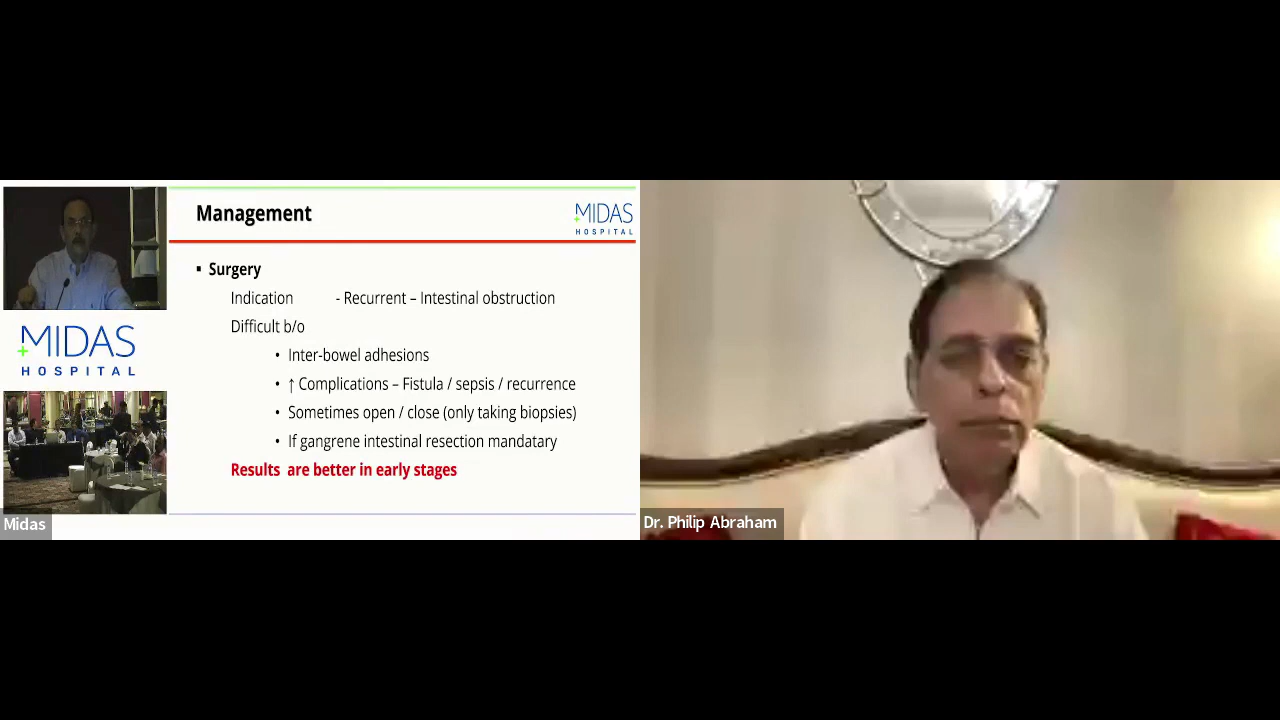 Management
MIDAS
HOSPITAL
▪ Surgery
Indication - Recurrent – Intestinal obstruction
Difficult b/o
• Inter-bowel adhesions
• ↑ Complications – Fistula / sepsis / recurrence
• Sometimes open / close (only taking biopsies)
• If gangrene intestinal resection mandatary
Results are better in early stages
MIDAS
HOSPITAL
Midas
Dr. Philip Abraham